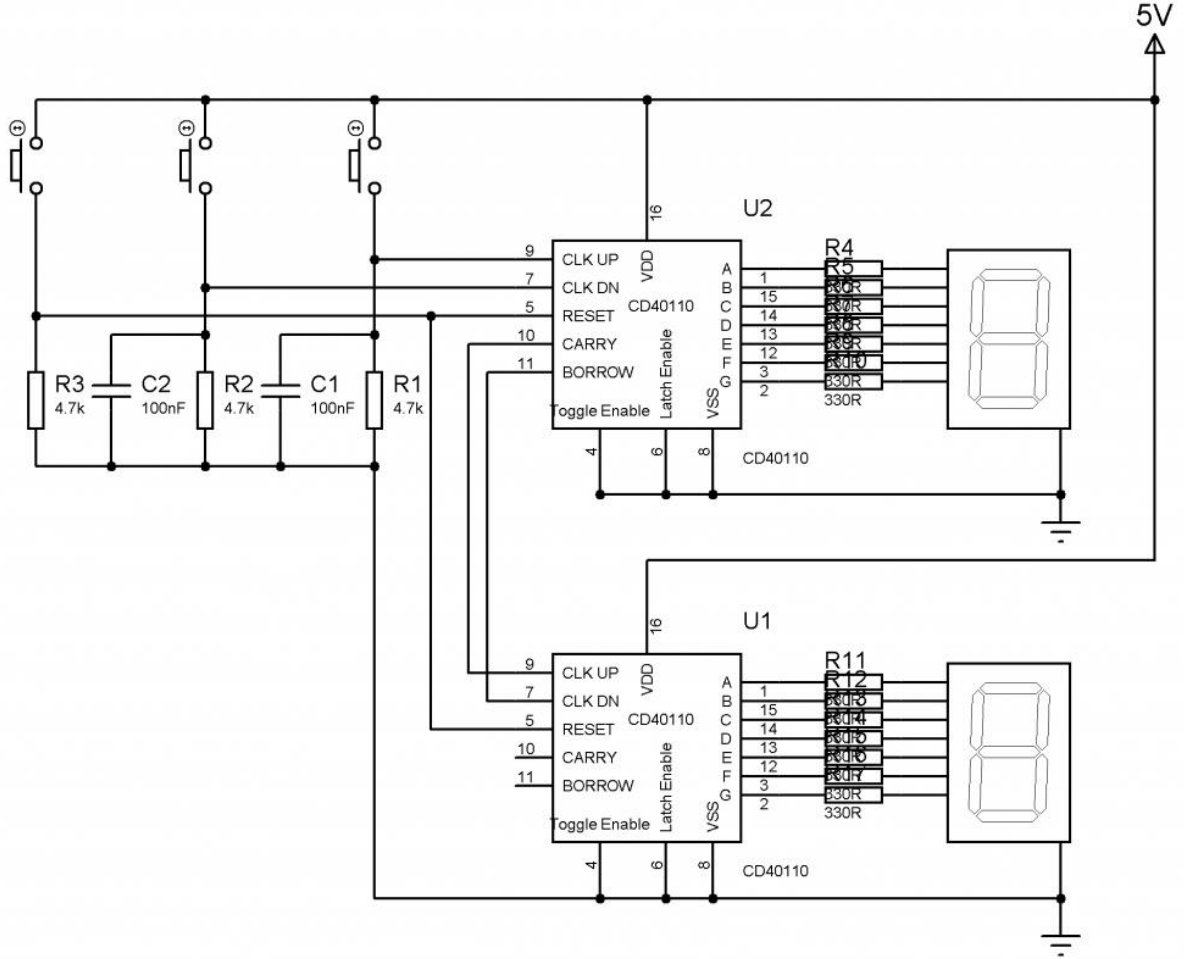 5V
U2
16
VDD
9 CLK UP
7 CLK DN
5 RESET
10 CARRY
11 BORROW
CD40110
Toggle Enable
Latch Enable
VSS
4
6
8
CD40110
A
1
B
15
C
14
D
13
E
12
F
3
G
2
R4
R5
330R
R3
4.7k
C2
100nF
R2
4.7k
C1
100nF
R1
4.7k
U1
16
VDD
9 CLK UP
7 CLK DN
5 RESET
10 CARRY
11 BORROW
CD40110
Toggle Enable
Latch Enable
VSS
4
6
8
CD40110
A
1
B
15
C
14
D
13
E
12
F
3
G
2
R11
R12
330R